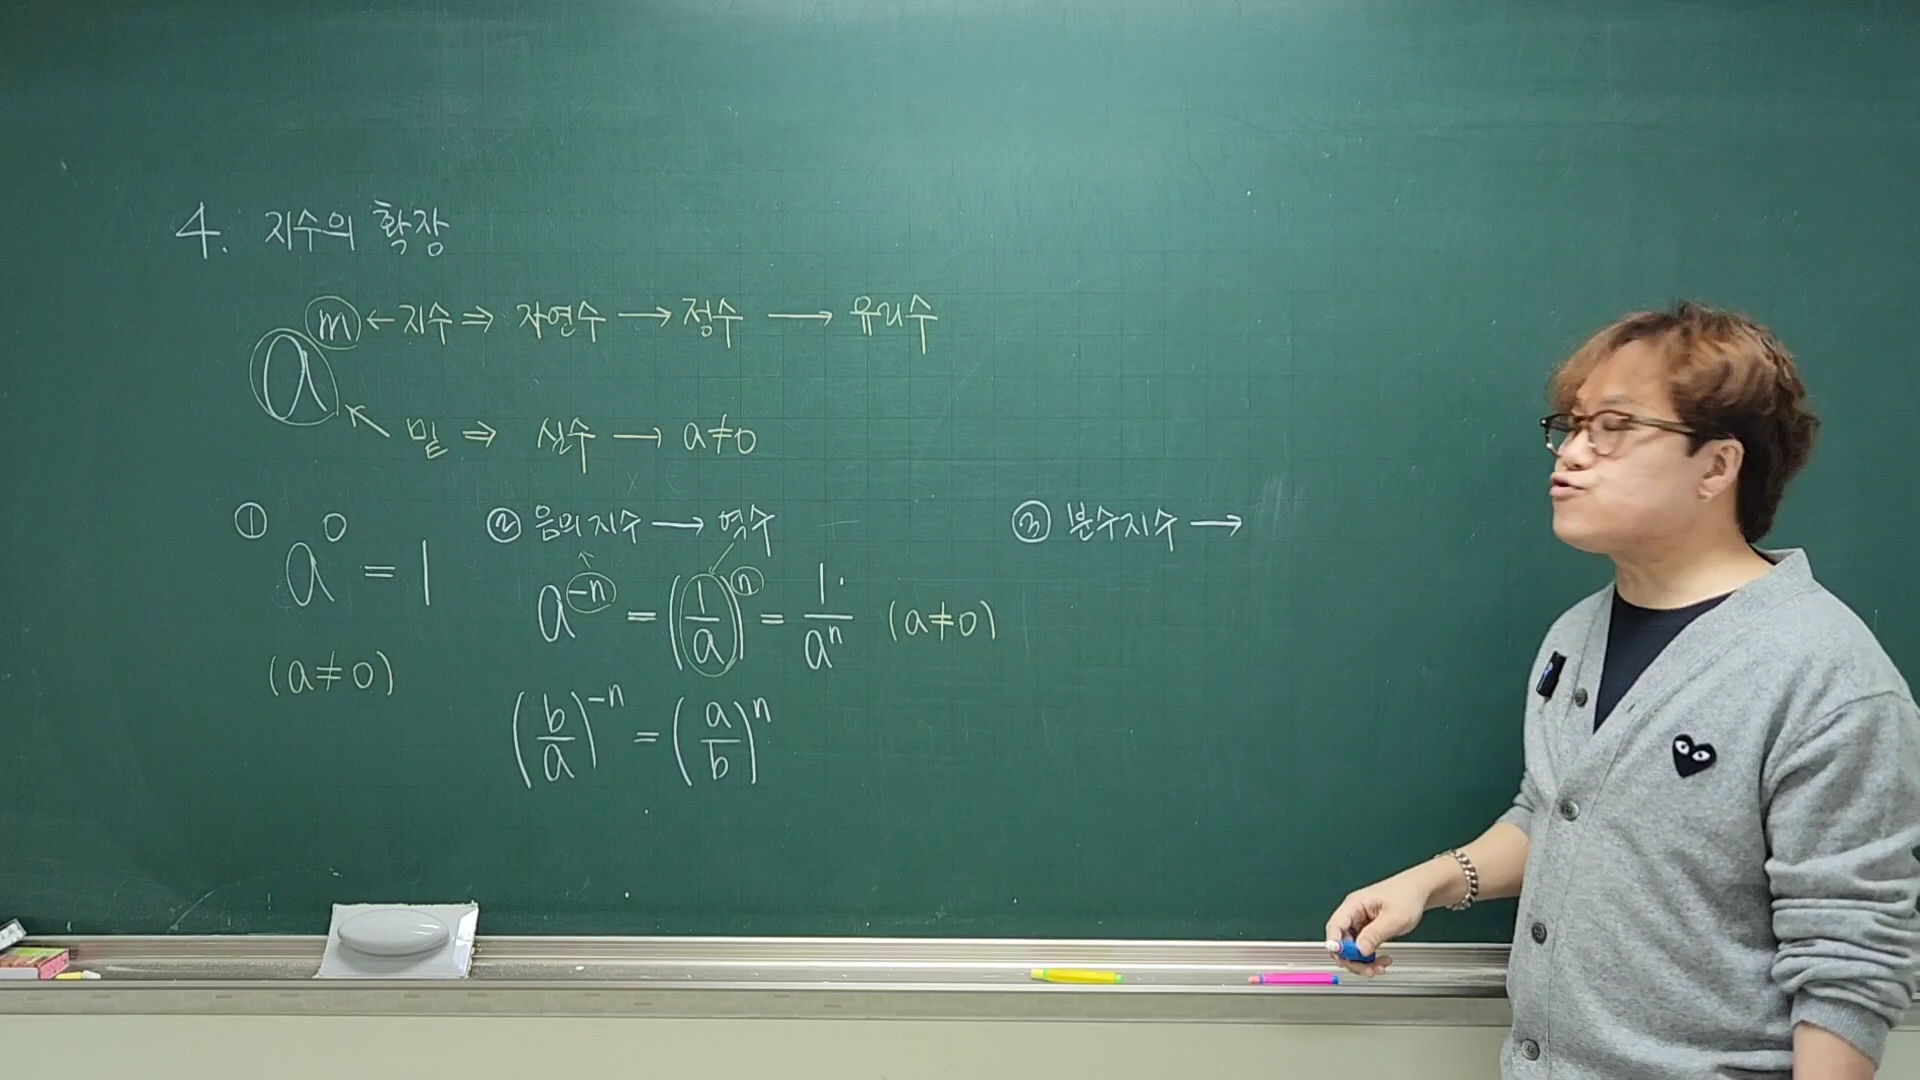 4. 지수의 확장
a^m ← 지수 ⇒ 자연수 → 정수 → 유리수
↖ 밑 ⇒ 실수 → a≠0
① a^0 = 1
(a≠0)
② 음의 지수 → 역수
a^{-n} = (1/a)^n = 1/a^n (a≠0)
(b/a)^{-n} = (a/b)^n
③ 분수지수 →